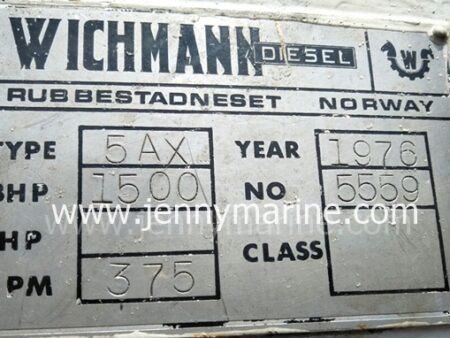 WICHMANN DIESEL W
RUBBESTADNESET NORWAY
TYPE 5AX YEAR 1976
BHP 1500 NO 5559
www.jennymarine.com
HP CLASS
PM 375